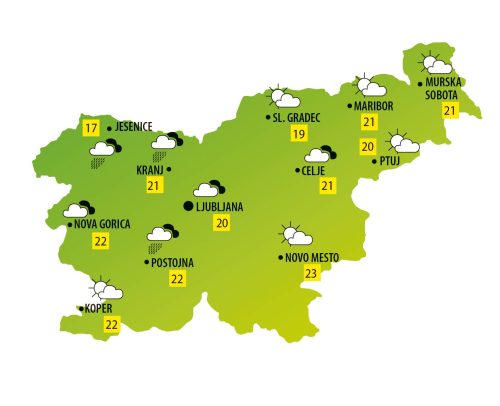 MURSKA
SOBOTA
21
MARIBOR
21
SL. GRADEC
19
17
JESENICE
20
PTUJ
KRANJ
21
CELJE
21
LJUBLJANA
20
NOVA GORICA
22
POSTOJNA
22
NOVO MESTO
23
KOPER
22